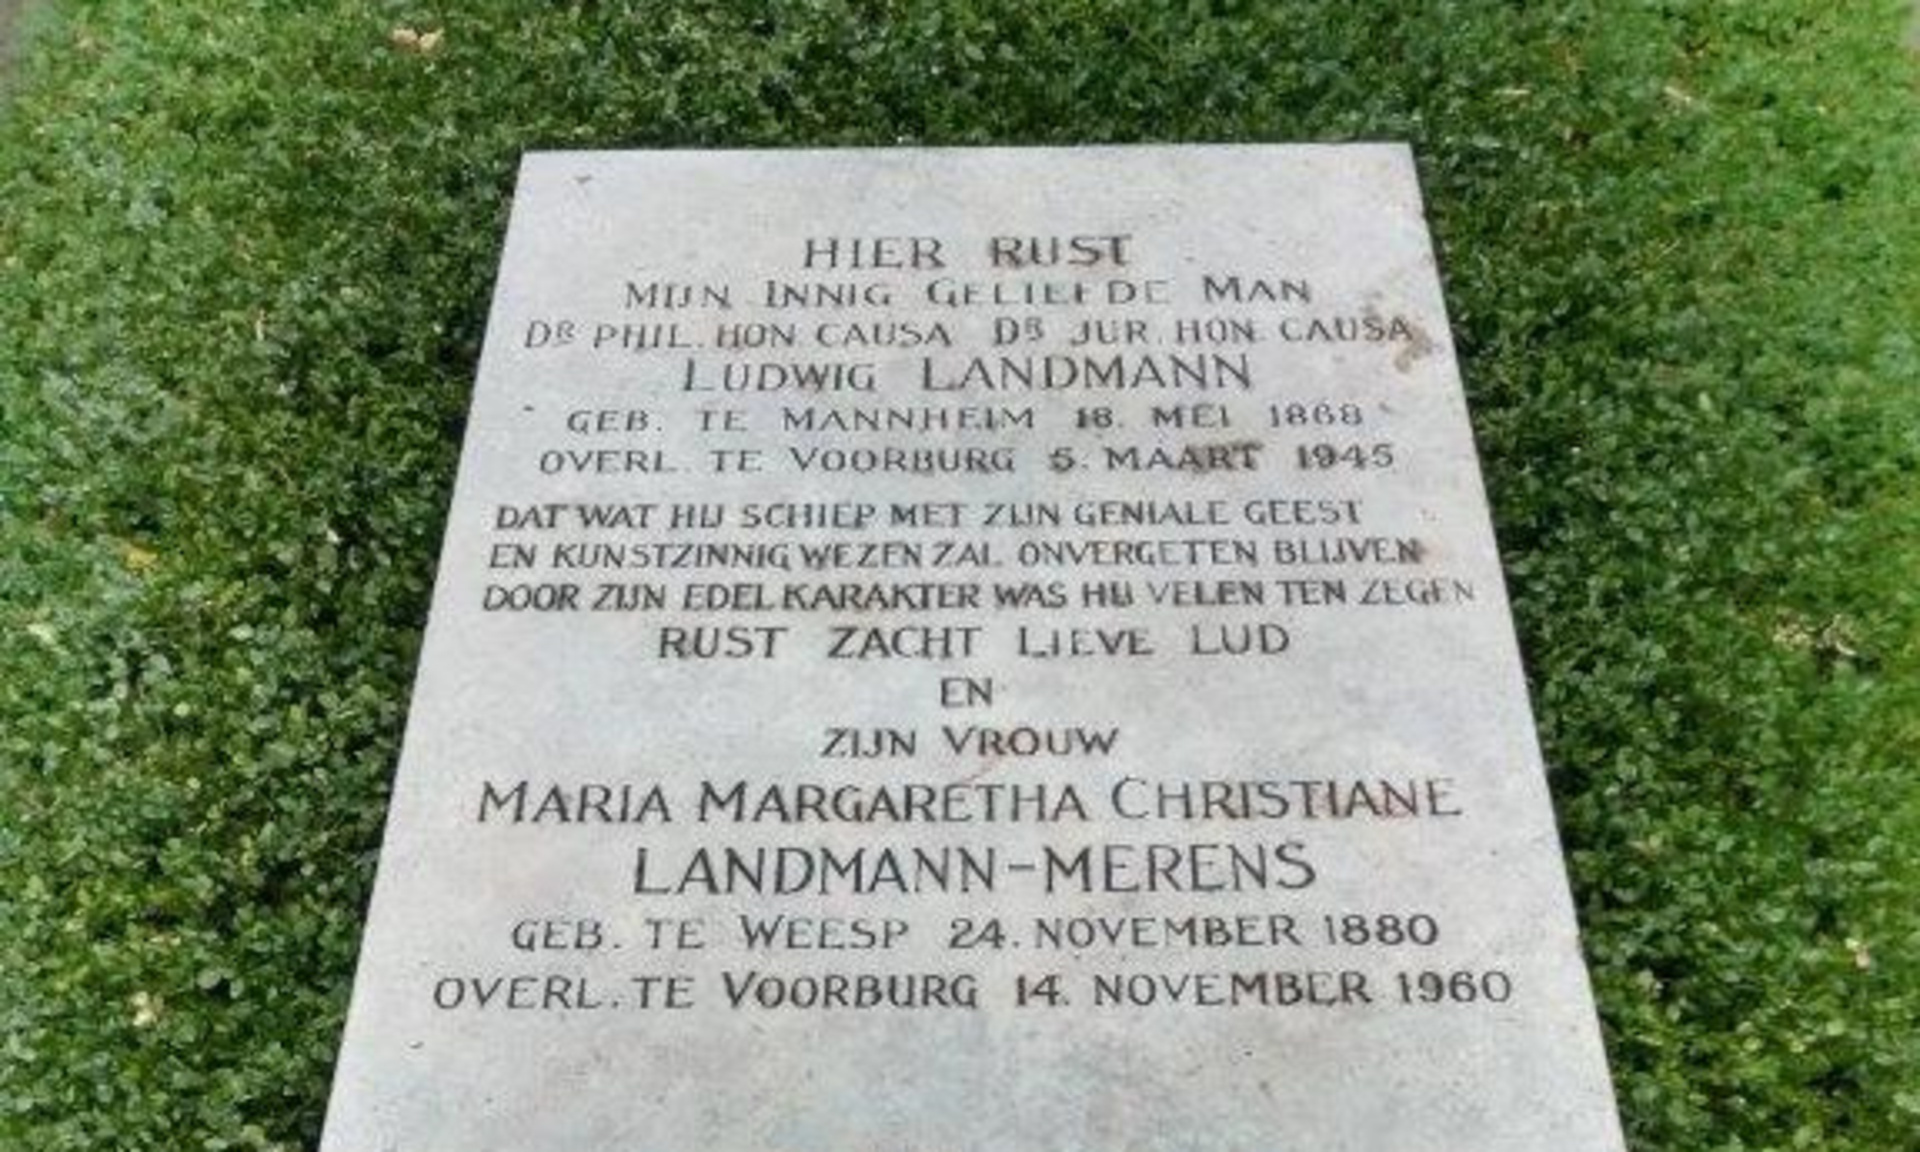 HIER RUST
MIJN INNIG GELIEFDE MAN
DR PHIL. HON. CAUSA DR JUR. HON. CAUSA
LUDWIG LANDMANN
GEB. TE MANNHEIM 18. MEI 1868
OVERL. TE VOORBURG 5. MAART 1945
DAT WAT HIJ SCHIEP MET ZIJN GENIALE GEEST
EN KUNSTZINNIG WEZEN ZAL ONVERGETEN BLIJVEN
DOOR ZIJN EDEL KARAKTER WAS HIJ VELEN TEN ZEGEN
RUST ZACHT LIEVE LUD
EN
ZIJN VROUW
MARIA MARGARETHA CHRISTIANE
LANDMANN-MERENS
GEB. TE WEESP 24. NOVEMBER 1880
OVERL. TE VOORBURG 14. NOVEMBER 1960